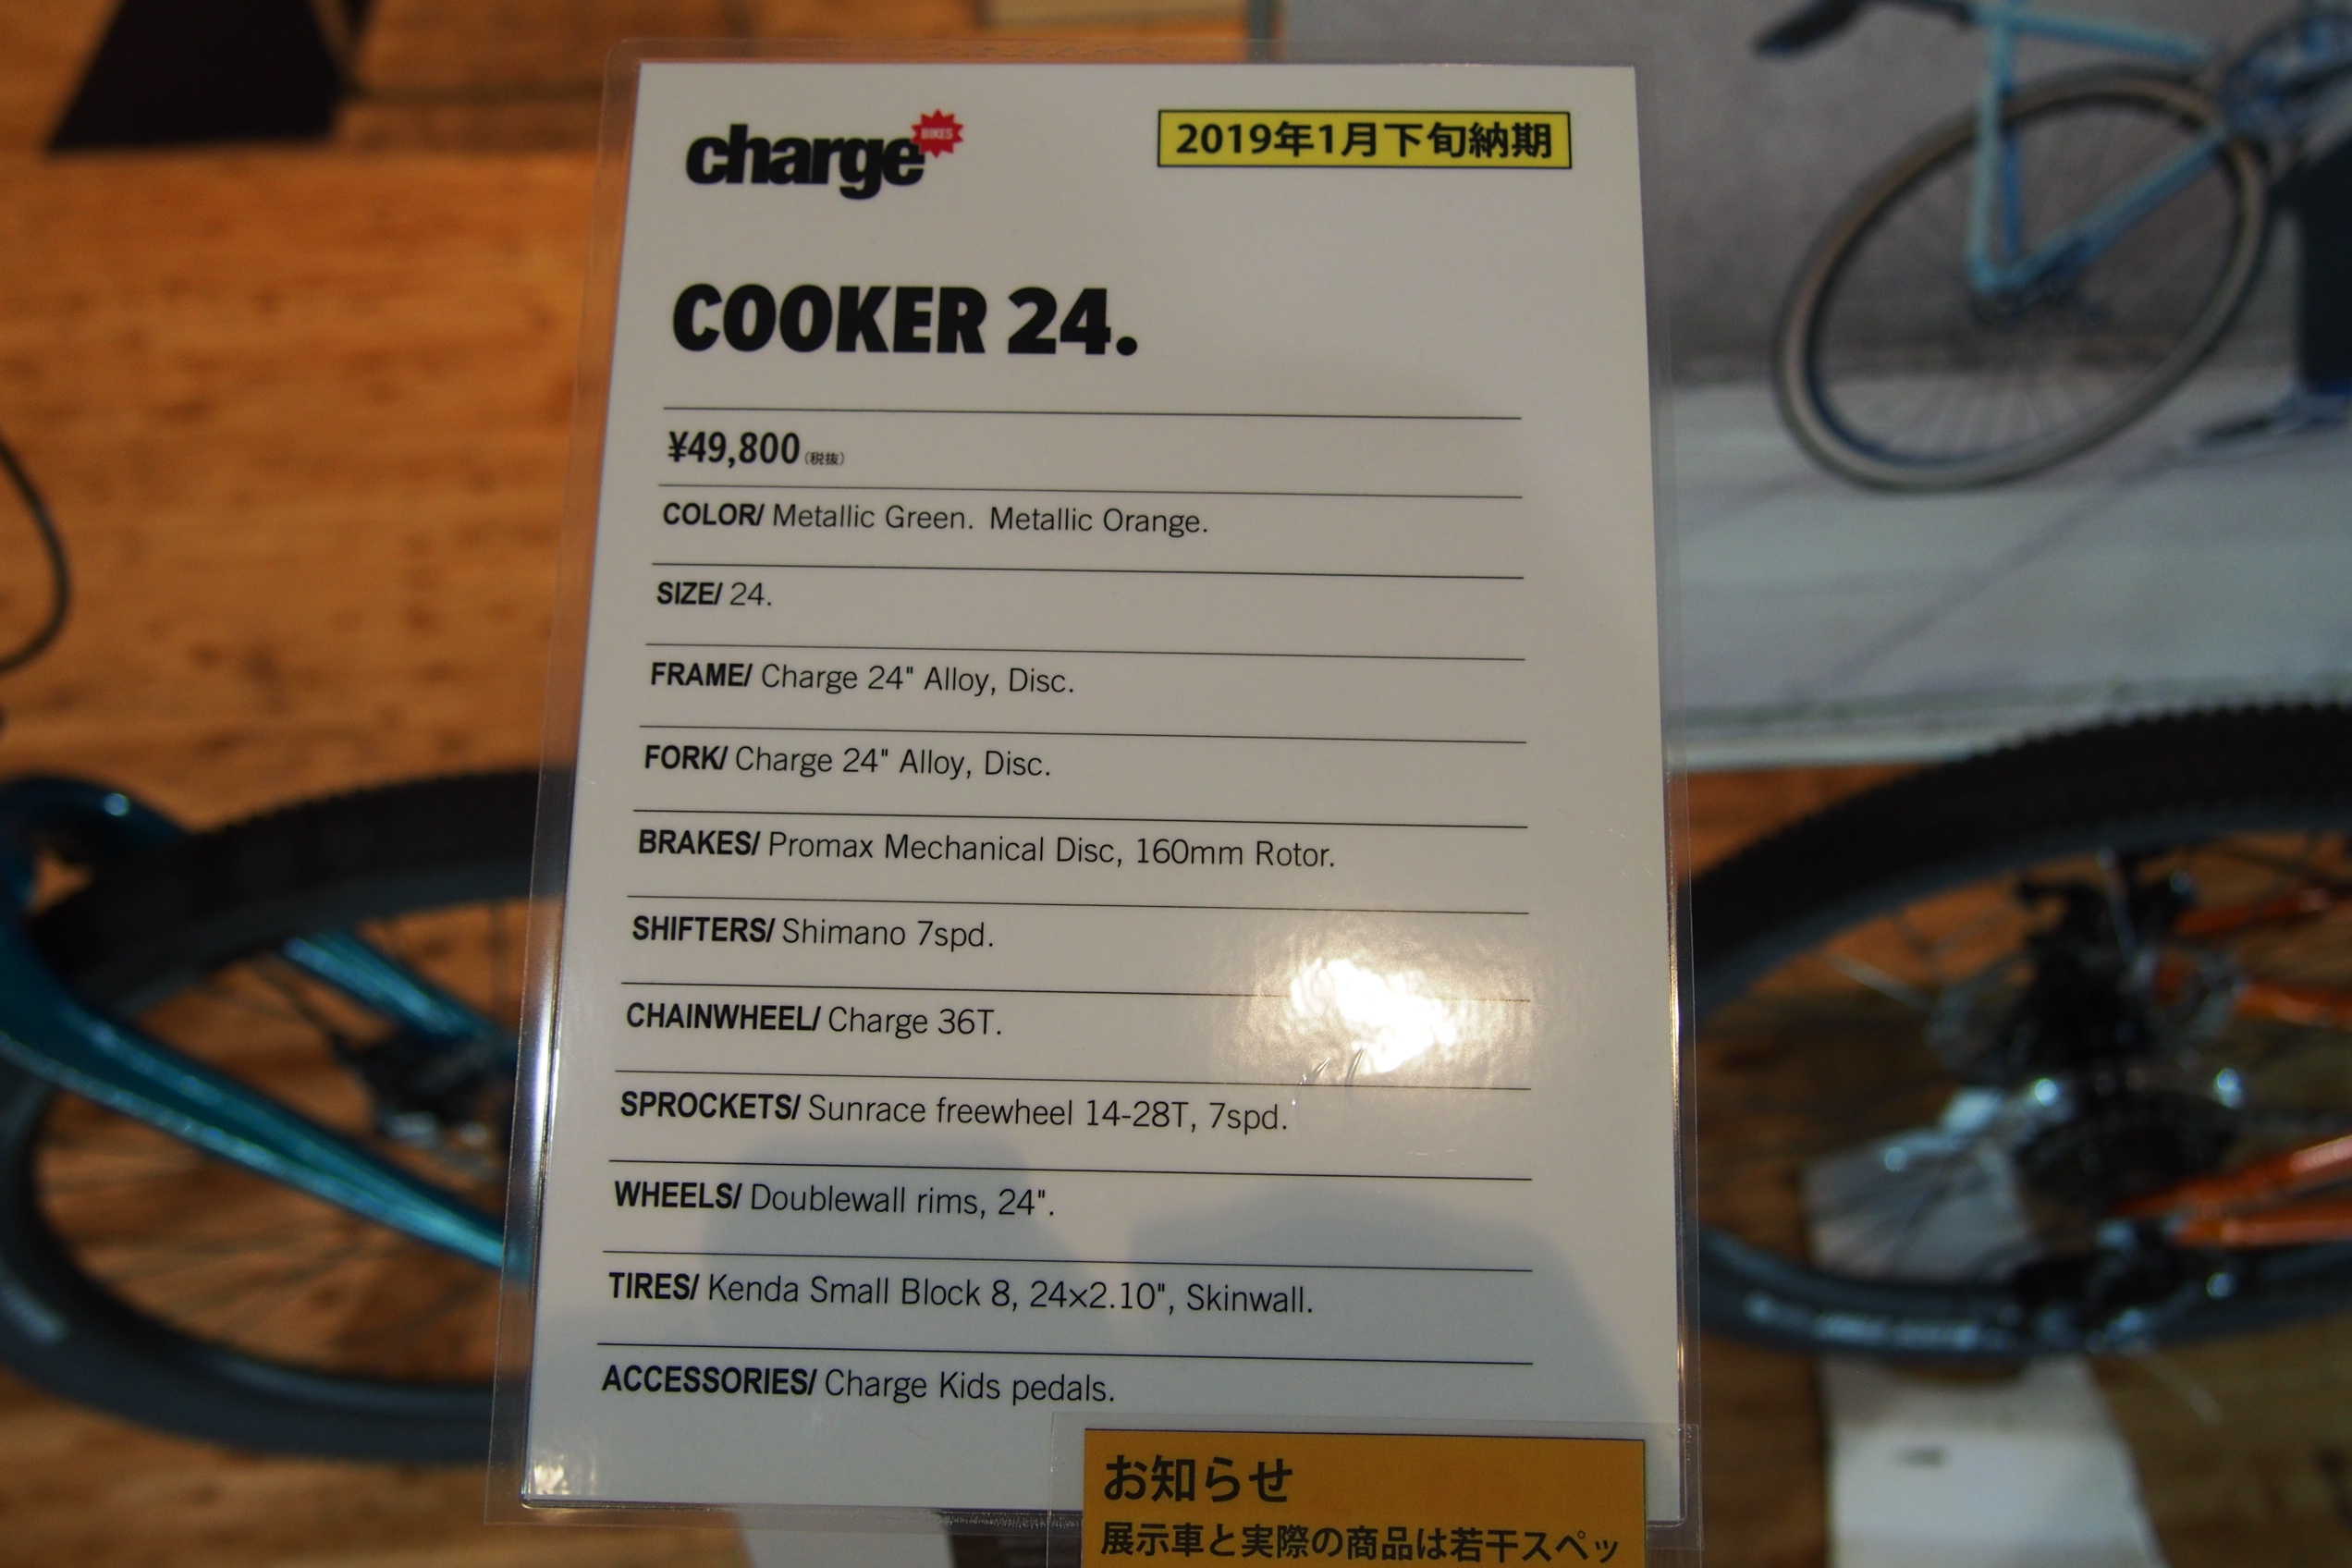 charge BIKES
2019年1月下旬納期
COOKER 24.
¥49,800(税抜)
COLOR/ Metallic Green. Metallic Orange.
SIZE/ 24.
FRAME/ Charge 24" Alloy, Disc.
FORK/ Charge 24" Alloy, Disc.
BRAKES/ Promax Mechanical Disc, 160mm Rotor.
SHIFTERS/ Shimano 7spd.
CHAINWHEEL/ Charge 36T.
SPROCKETS/ Sunrace freewheel 14-28T, 7spd.
WHEELS/ Doublewall rims, 24".
TIRES/ Kenda Small Block 8, 24×2.10", Skinwall.
ACCESSORIES/ Charge Kids pedals.
お知らせ
展示車と実際の商品は若干スペッ